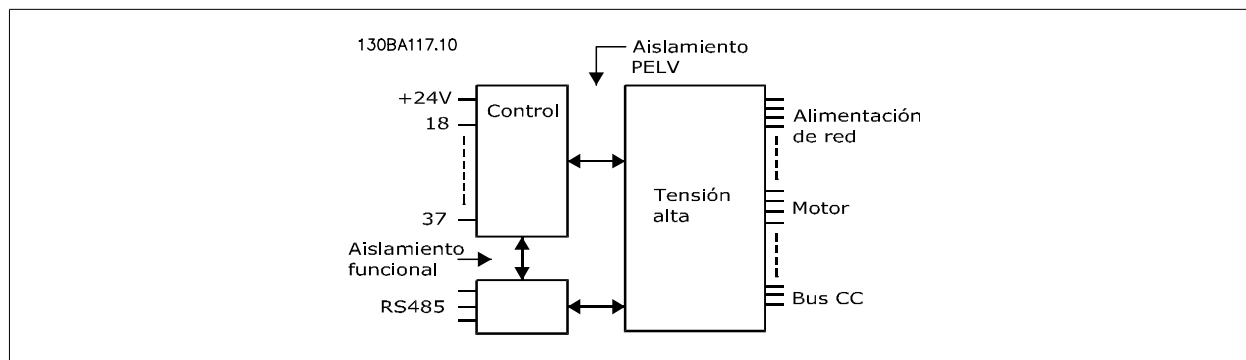 130BA117.10
Aislamiento
PELV
+24V
Control
18
Alimentación
de red
Tensión
alta
37
Motor
Aislamiento
funcional
RS485
Bus CC